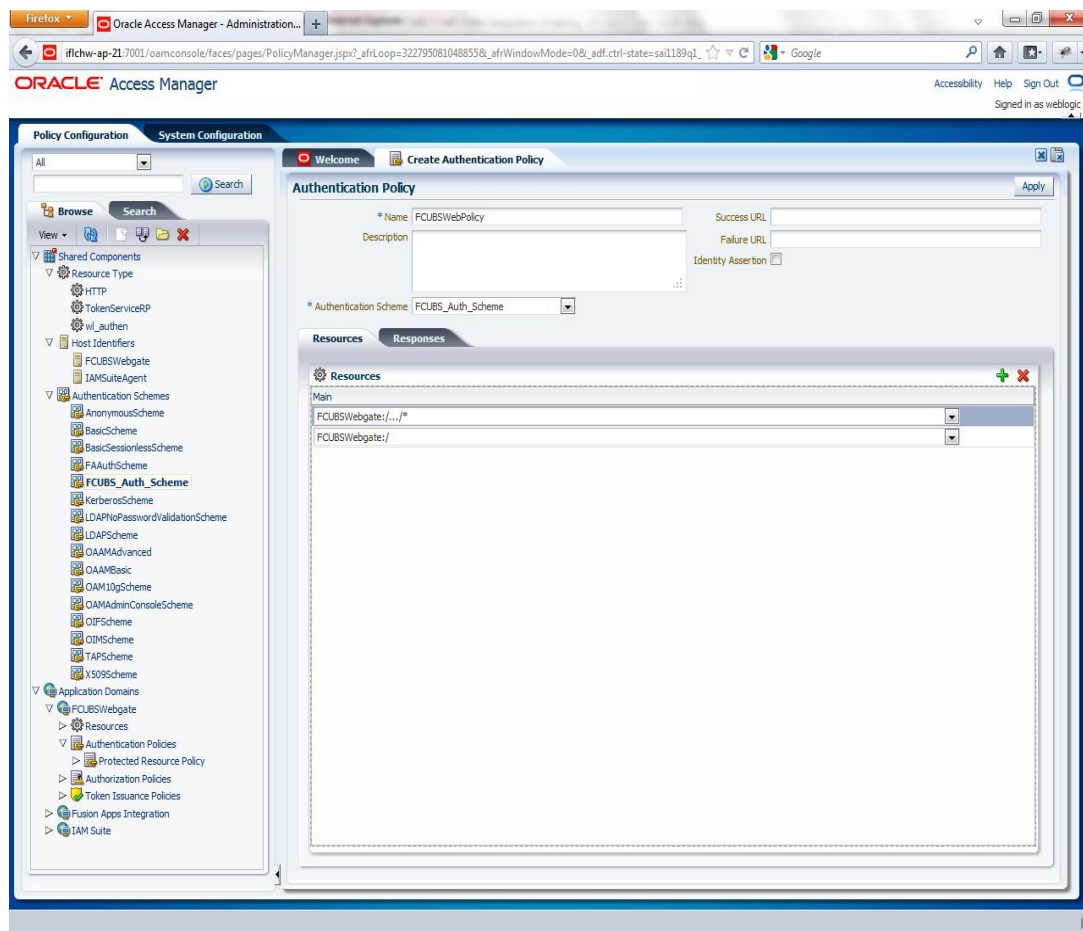 Firefox
Oracle Access Manager - Administration...
iflchw-ap-21:7001/oamconsole/faces/pages/PolicyManager.jspx?_afrLoop=322795081048855&_afrWindowMode=0&_adf.ctrl-state=sai1189q1_
Google
ORACLE Access Manager
Accessibility Help Sign Out
Signed in as weblogic
Policy Configuration System Configuration
All
Search
Browse Search
View
Shared Components
Resource Type
HTTP
TokenServiceRP
wl_authen
Host Identifiers
FCUBSWebgate
IAMSuiteAgent
Authentication Schemes
AnonymousScheme
BasicScheme
BasicSessionlessScheme
FAAuthScheme
FCUBS_Auth_Scheme
KerberosScheme
LDAPNoPasswordValidationScheme
LDAPScheme
OAAMAdvanced
OAAMBasic
OAM10gScheme
OAMAdminConsoleScheme
OIFScheme
OIMScheme
TAPScheme
X509Scheme
Application Domains
FCUBSWebgate
Resources
Authentication Policies
Protected Resource Policy
Authorization Policies
Token Issuance Policies
Fusion Apps Integration
IAM Suite
Welcome Create Authentication Policy
Authentication Policy Apply
* Name FCUBSWebPolicy
Description
* Authentication Scheme FCUBS_Auth_Scheme
Success URL
Failure URL
Identity Assertion
Resources Responses
Resources
Main
FCUBSWebgate:/.../*
FCUBSWebgate:/